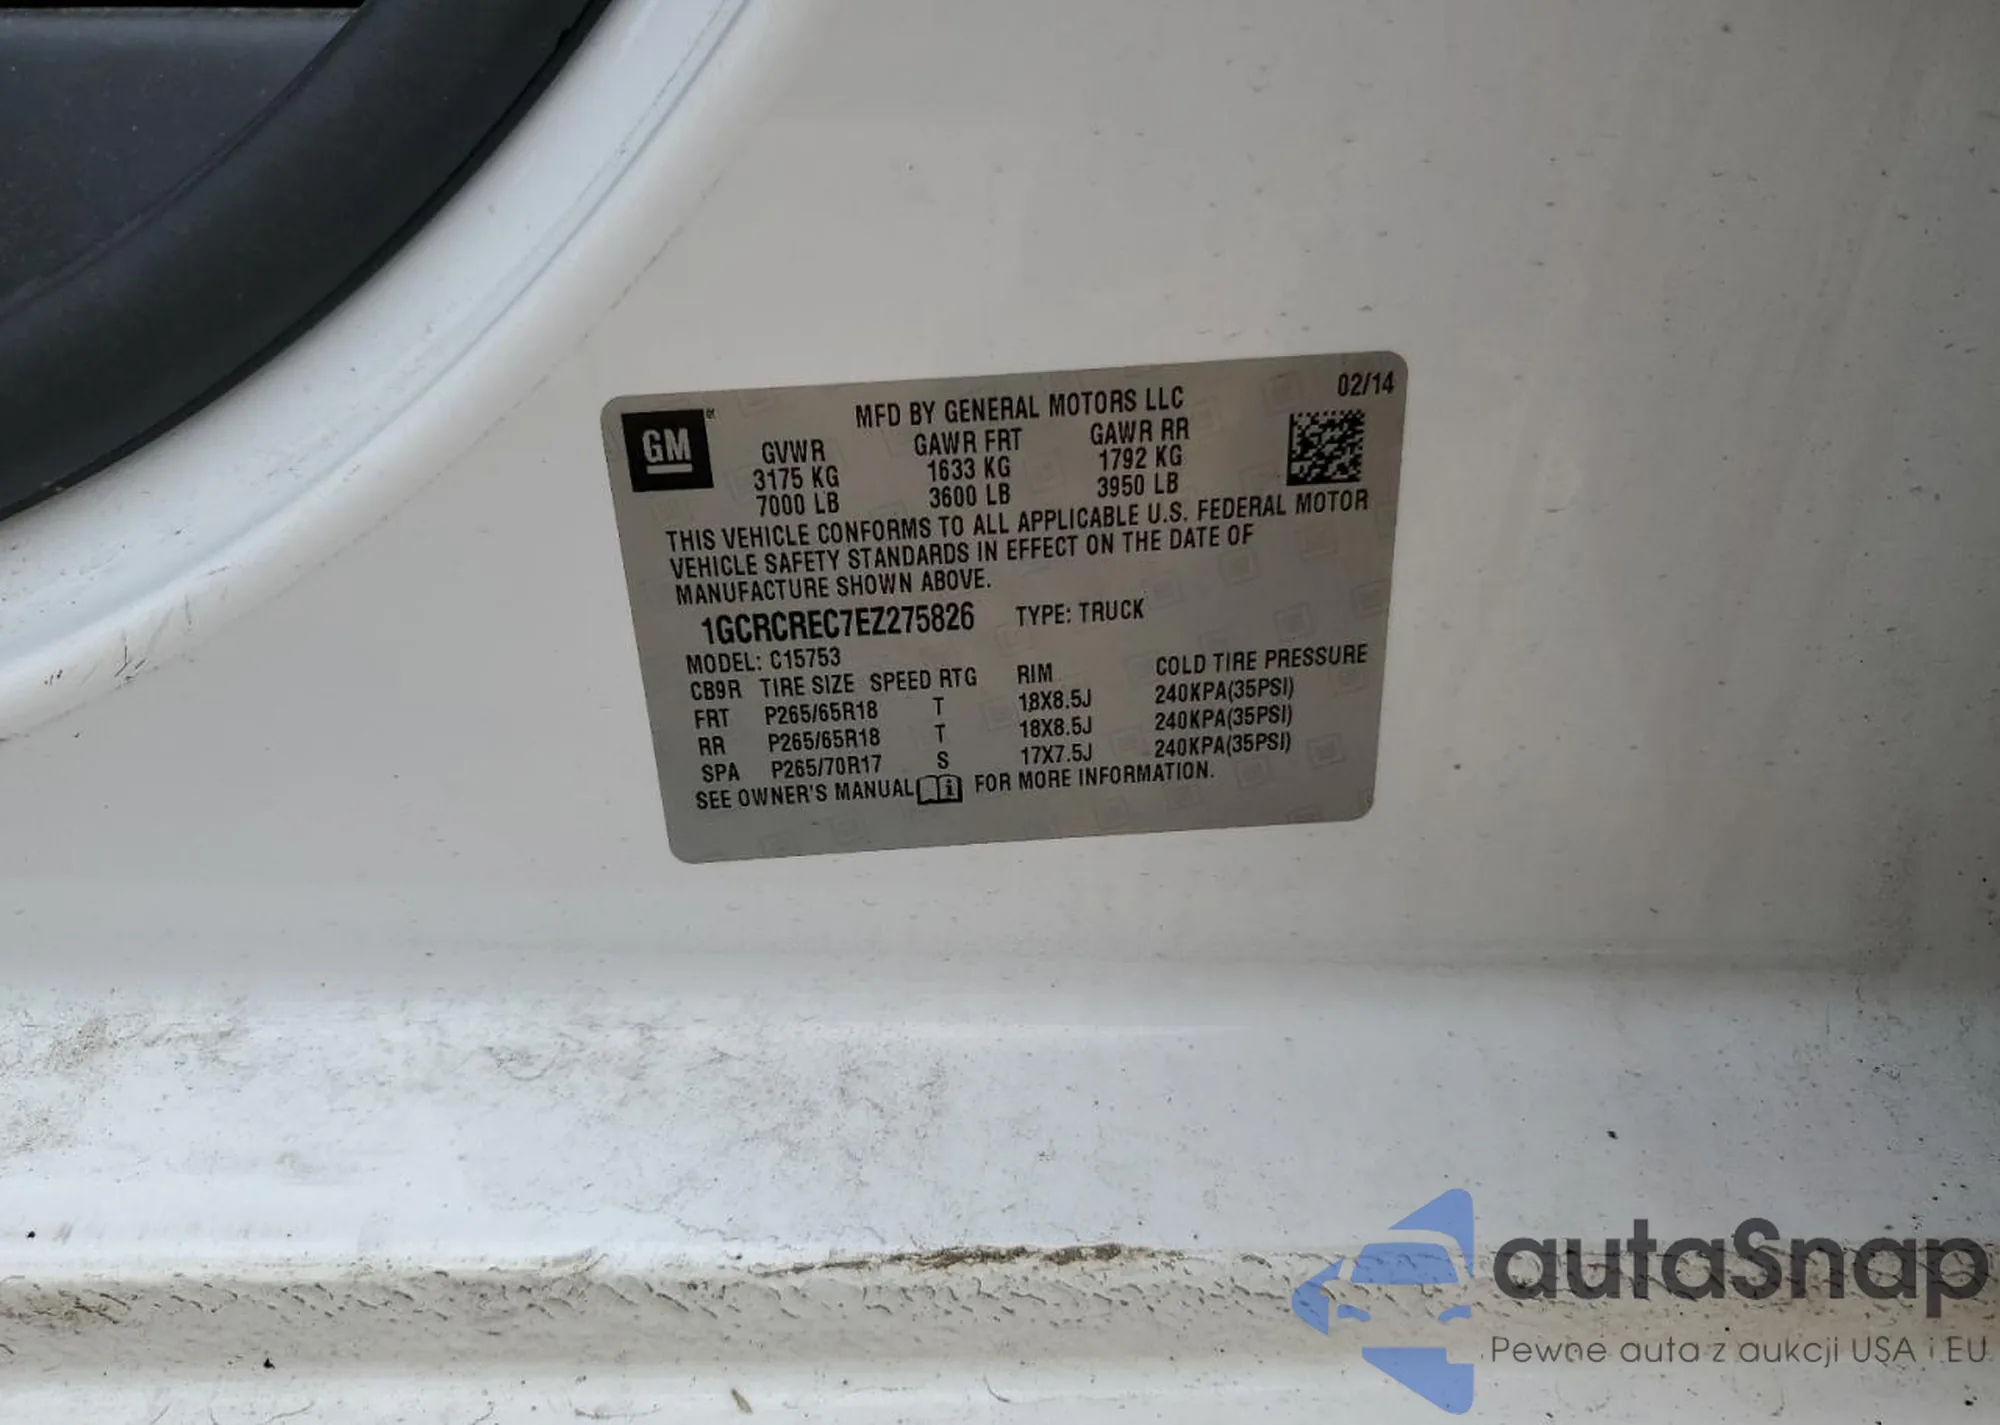 02/14
GM
MFD BY GENERAL MOTORS LLC
GVWR GAWR FRT GAWR RR
3175 KG 1633 KG 1792 KG
7000 LB 3600 LB 3950 LB
THIS VEHICLE CONFORMS TO ALL APPLICABLE U.S. FEDERAL MOTOR
VEHICLE SAFETY STANDARDS IN EFFECT ON THE DATE OF
MANUFACTURE SHOWN ABOVE.
1GCRCREC7EZ275826 TYPE: TRUCK
MODEL: C15753
CB9R TIRE SIZE SPEED RTG RIM COLD TIRE PRESSURE
FRT P265/65R18 T 18X8.5J 240KPA(35PSI)
RR P265/65R18 T 18X8.5J 240KPA(35PSI)
SPA P265/70R17 S 17X7.5J 240KPA(35PSI)
SEE OWNER'S MANUAL FOR MORE INFORMATION.
autaSnap
Pewne auta z aukcji USA i EU